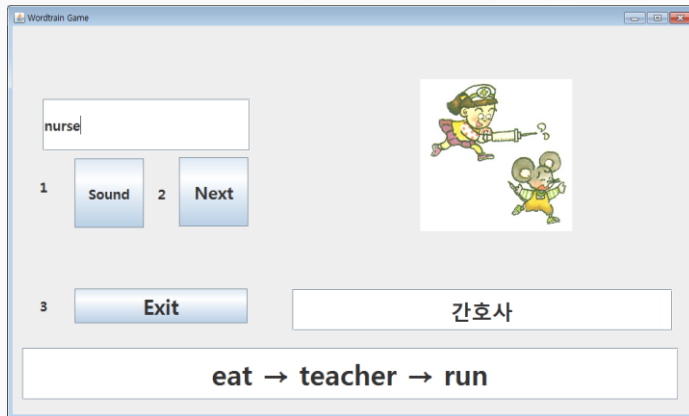 Wordtrain Game
nurse
1 Sound 2 Next
3 Exit
간호사
eat → teacher → run